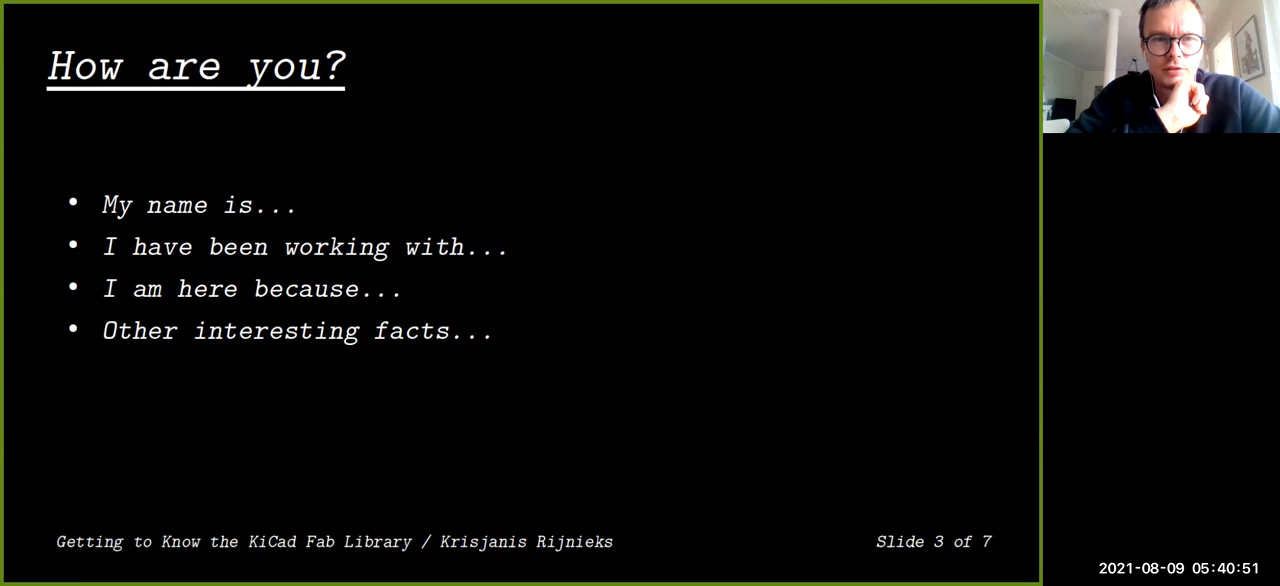 How are you?
• My name is...
• I have been working with...
• I am here because...
• Other interesting facts...
Getting to Know the KiCad Fab Library / Krisjanis Rijnieks
Slide 3 of 7
2021-08-09 05:40:51